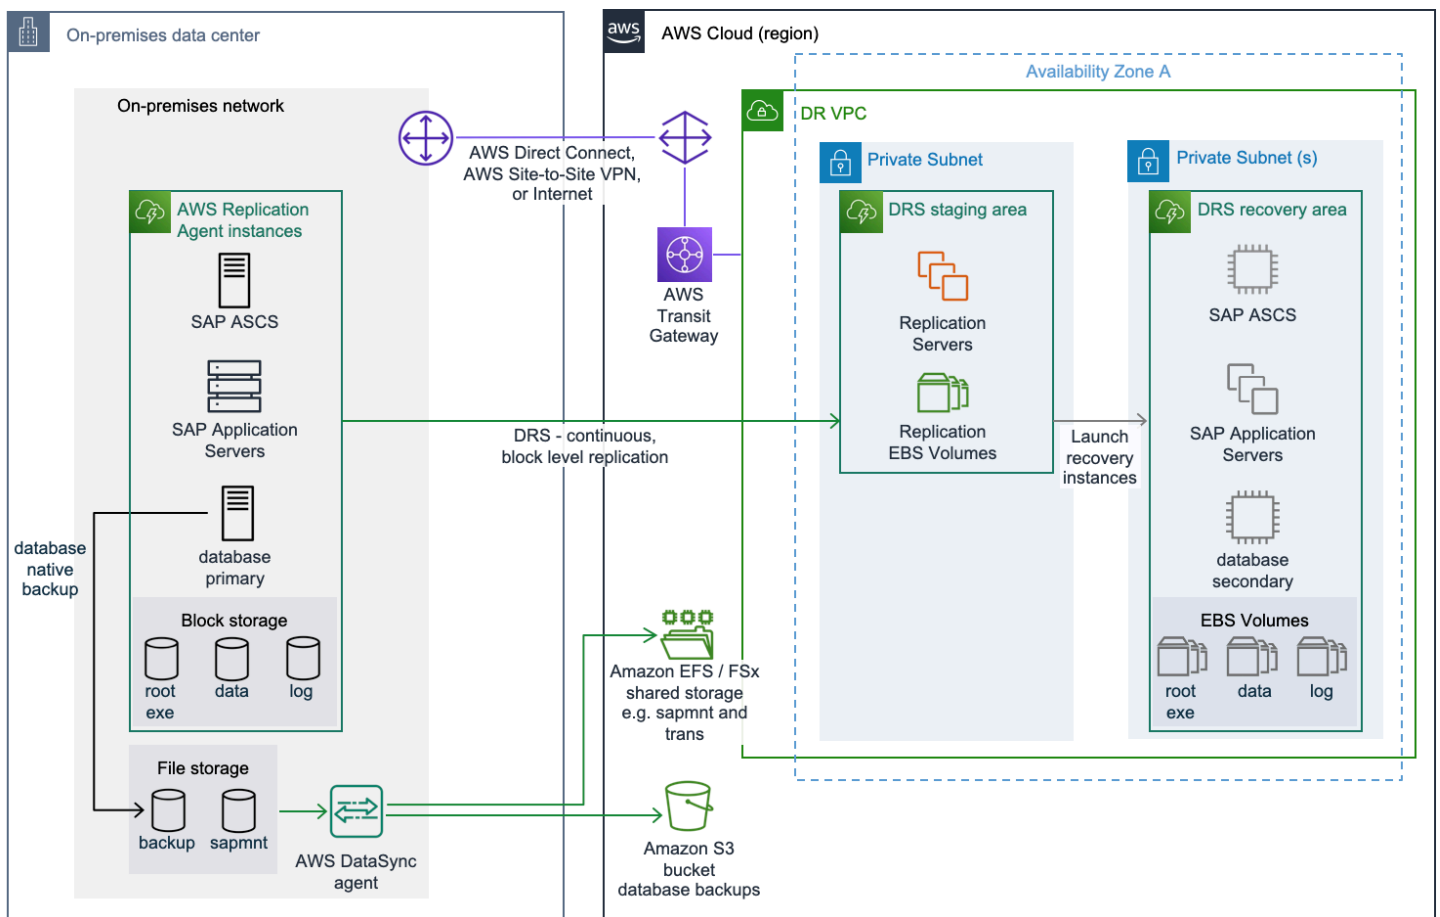 On-premises data center
aws
AWS Cloud (region)
Availability Zone A
On-premises network
DR VPC
AWS Direct Connect,
AWS Site-to-Site VPN,
or Internet
Private Subnet
Private Subnet (s)
AWS Replication
Agent instances
DRS staging area
DRS recovery area
SAP ASCS
AWS
Transit
Gateway
Replication
Servers
SAP ASCS
SAP Application
Servers
DRS - continuous,
block level replication
Replication
EBS Volumes
Launch
recovery
instances
SAP Application
Servers
database
native
backup
database
primary
database
secondary
Block storage
root
exe
data
log
Amazon EFS / FSx
shared storage
e.g. sapmnt and
trans
EBS Volumes
root
exe
data
log
File storage
backup
sapmnt
AWS DataSync
agent
Amazon S3
bucket
database backups